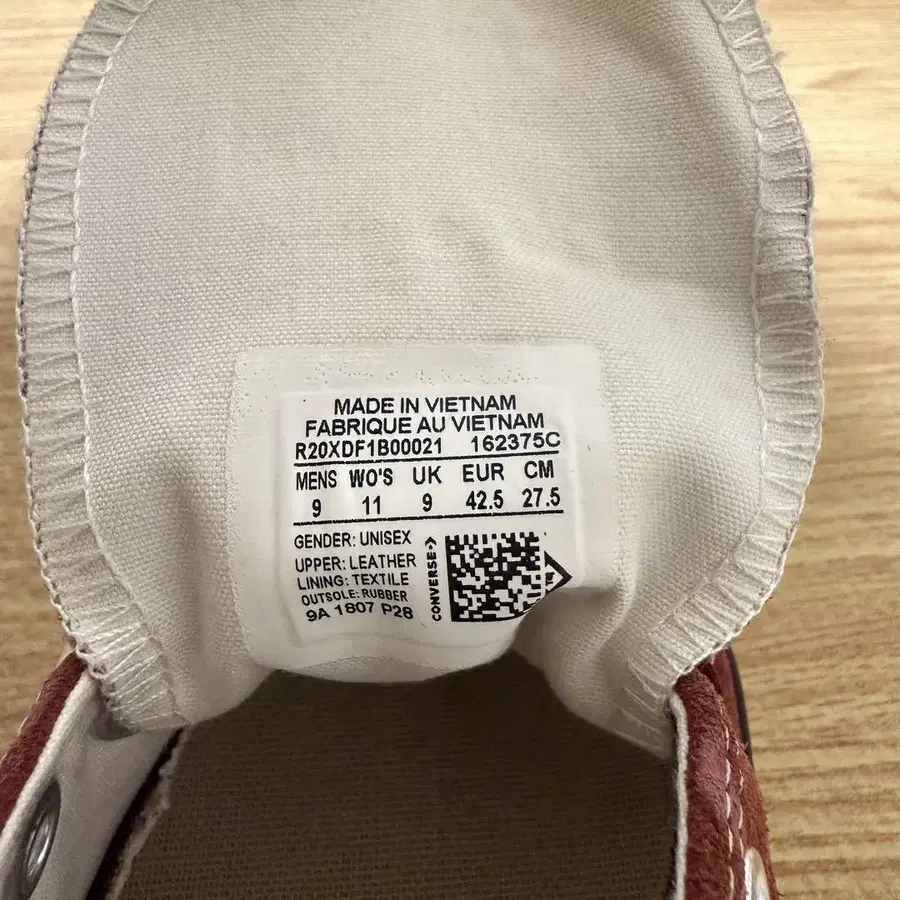 MADE IN VIETNAM
FABRIQUE AU VIETNAM
R20XDF1B00021 162375C
MENS WO'S UK EUR CM
9 11 9 42.5 27.5
GENDER: UNISEX
UPPER: LEATHER
LINING: TEXTILE
OUTSOLE: RUBBER
9A 1807 P28
CONVERSE